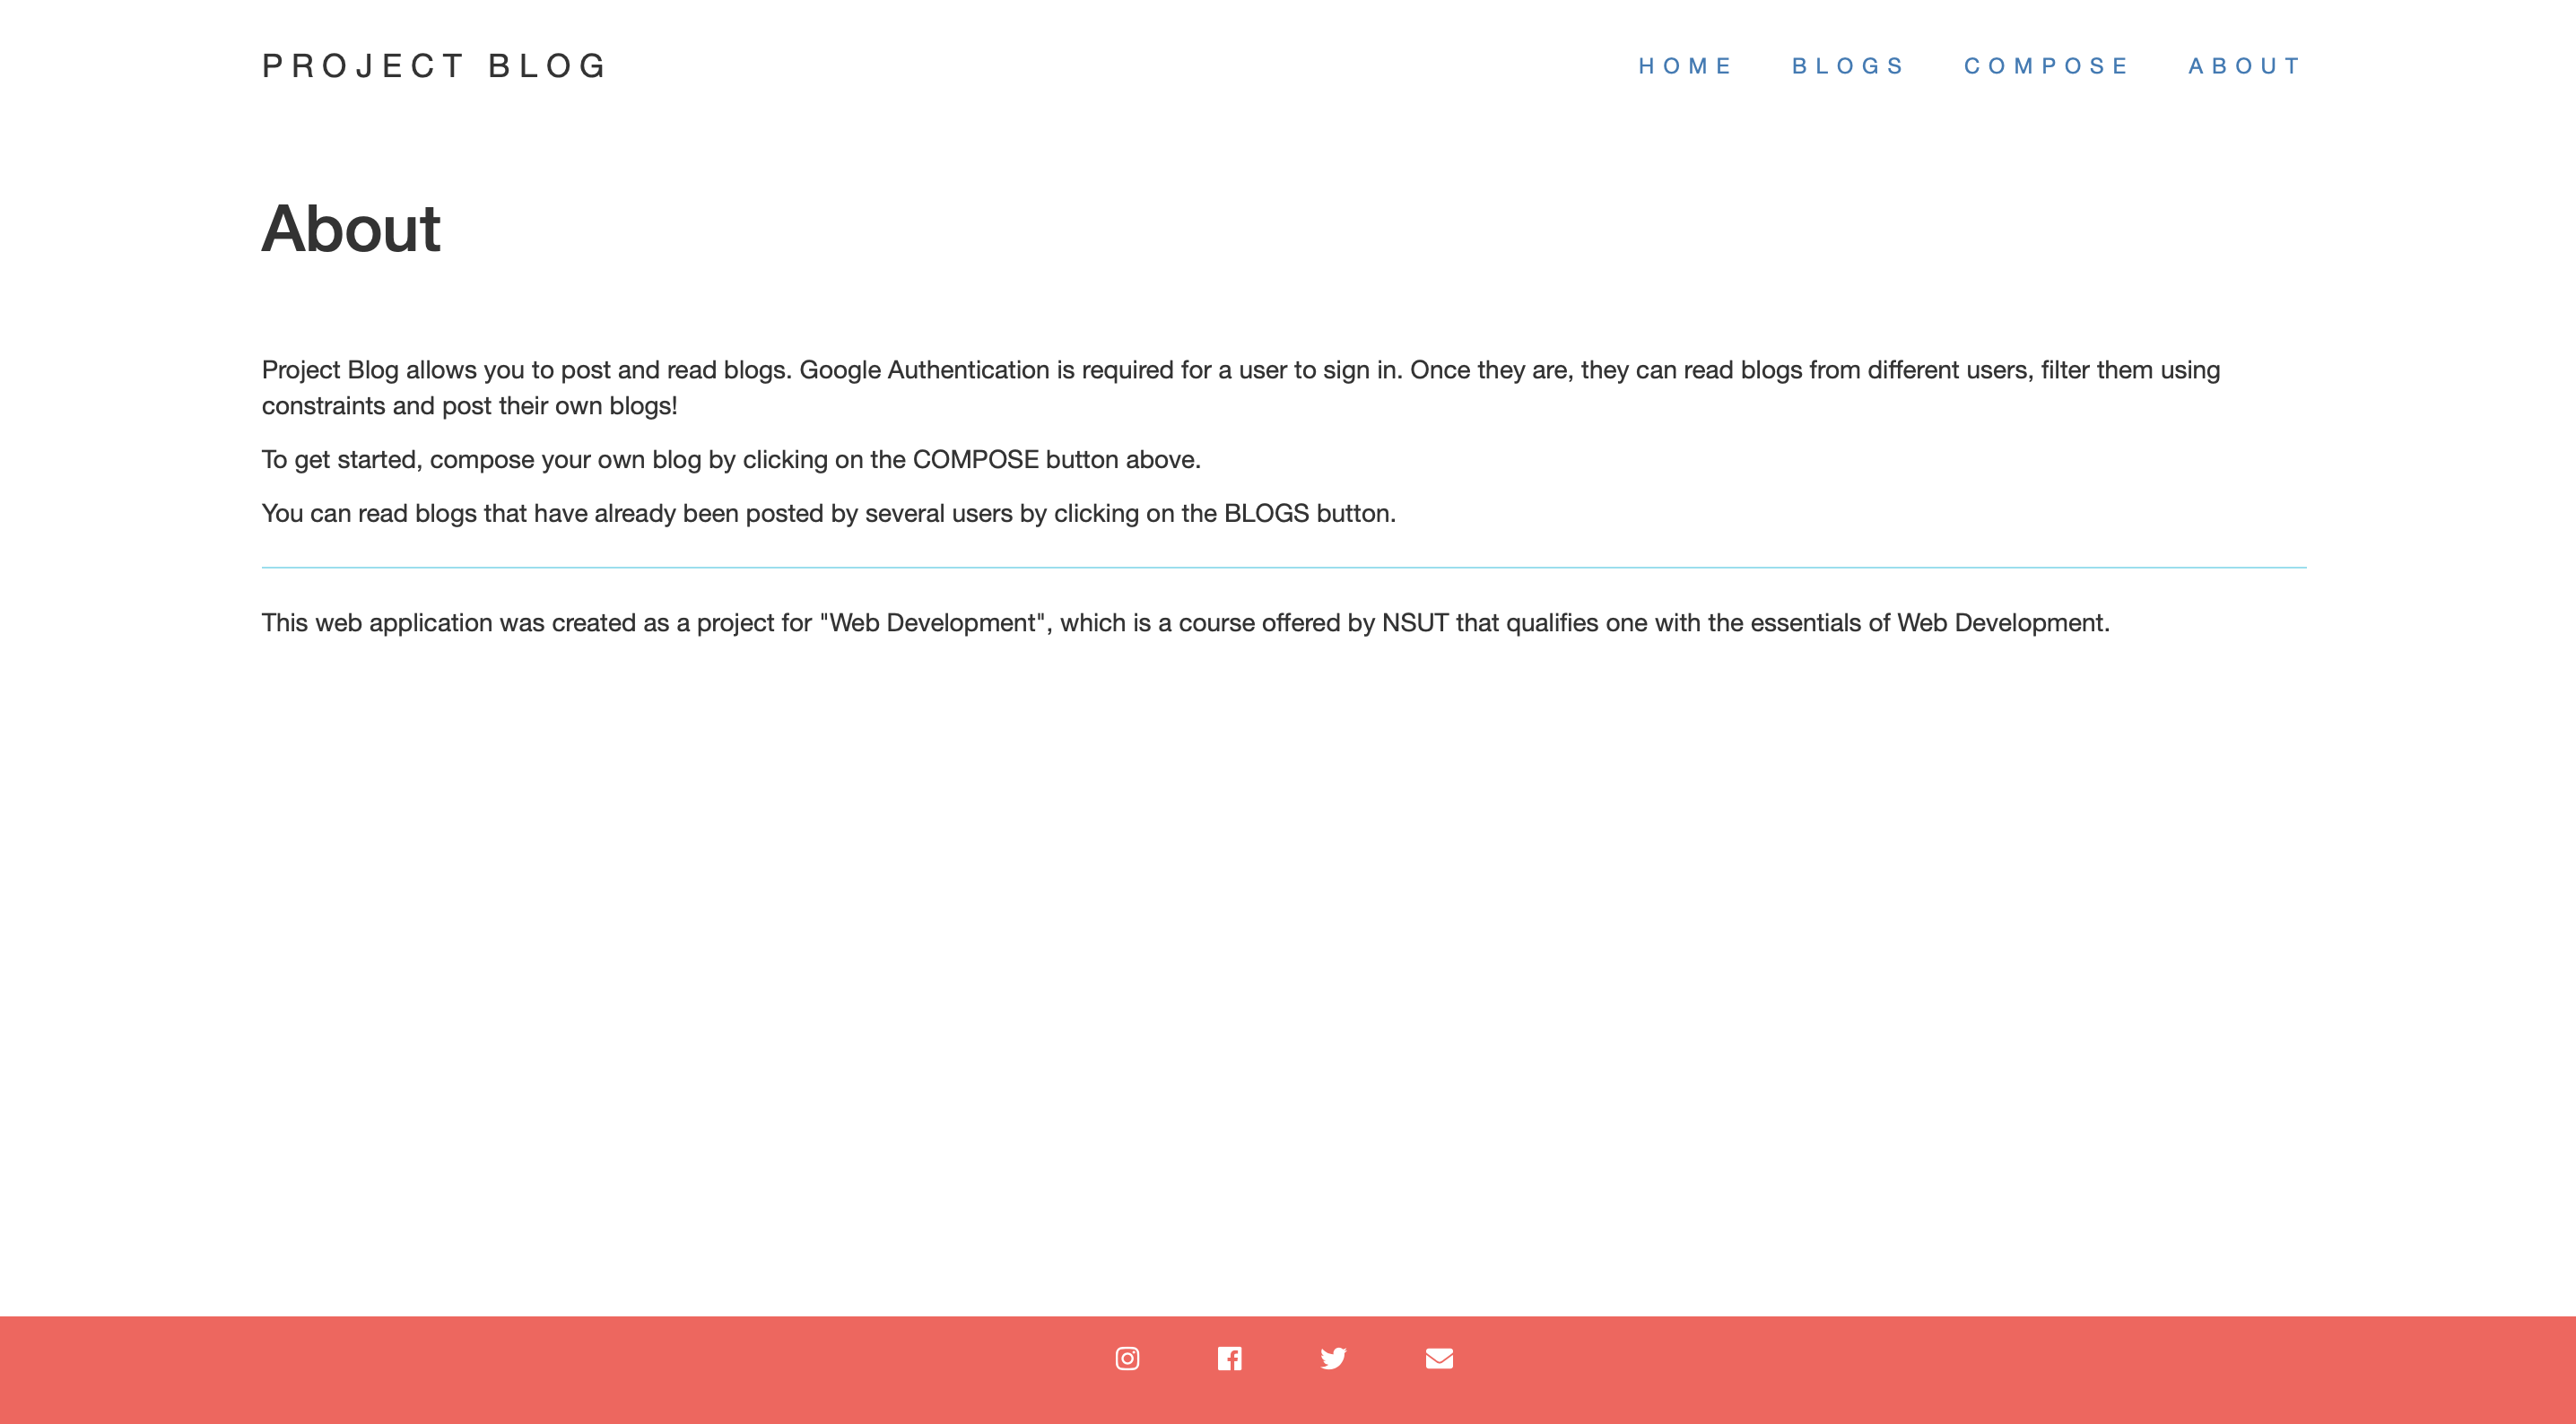 PROJECT BLOG
HOME BLOGS COMPOSE ABOUT
About
Project Blog allows you to post and read blogs. Google Authentication is required for a user to sign in. Once they are, they can read blogs from different users, filter them using
constraints and post their own blogs!
To get started, compose your own blog by clicking on the COMPOSE button above.
You can read blogs that have already been posted by several users by clicking on the BLOGS button.
This web application was created as a project for "Web Development", which is a course offered by NSUT that qualifies one with the essentials of Web Development.